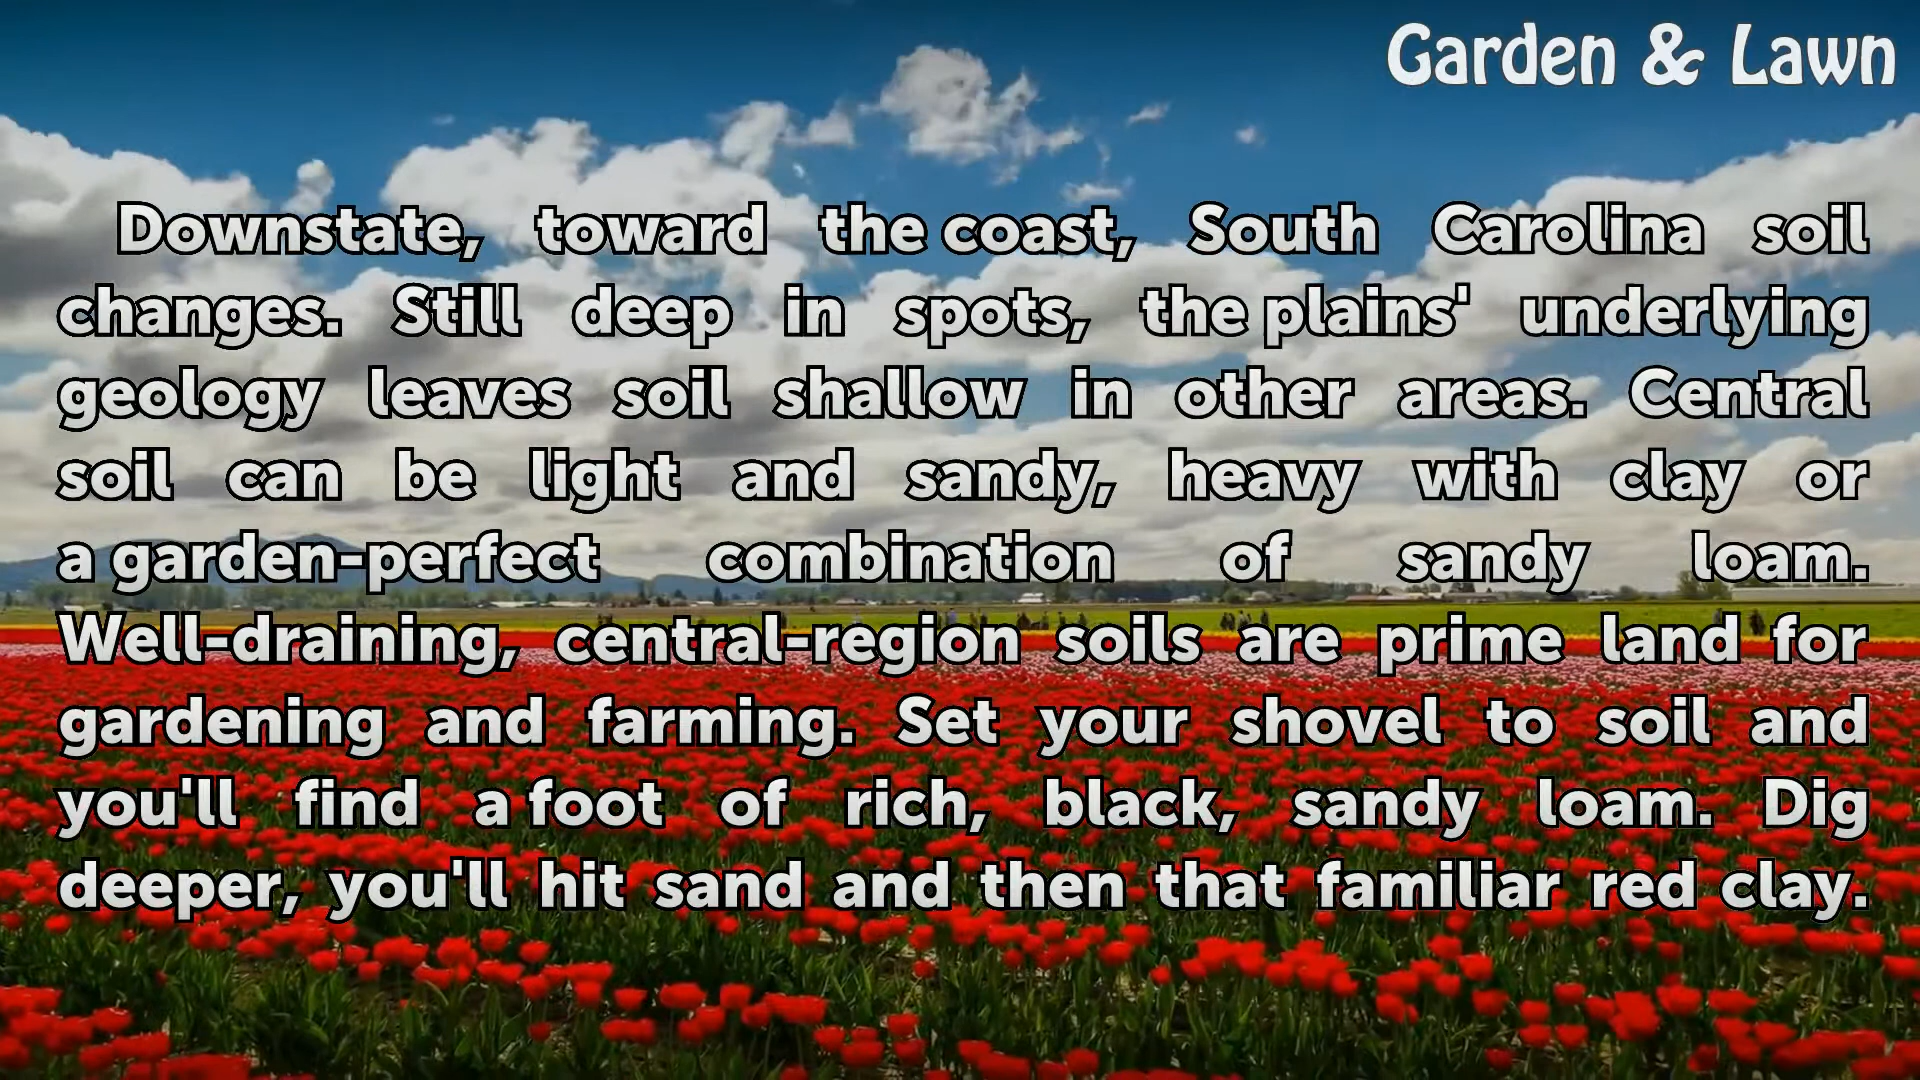 Garden & Lawn
Downstate, toward the coast, South Carolina soil
changes. Still deep in spots, the plains' underlying
geology leaves soil shallow in other areas. Central
soil can be light and sandy, heavy with clay or
a garden-perfect combination of sandy loam.
Well-draining, central-region soils are prime land for
gardening and farming. Set your shovel to soil and
you'll find a foot of rich, black, sandy loam. Dig
deeper, you'll hit sand and then that familiar red clay.